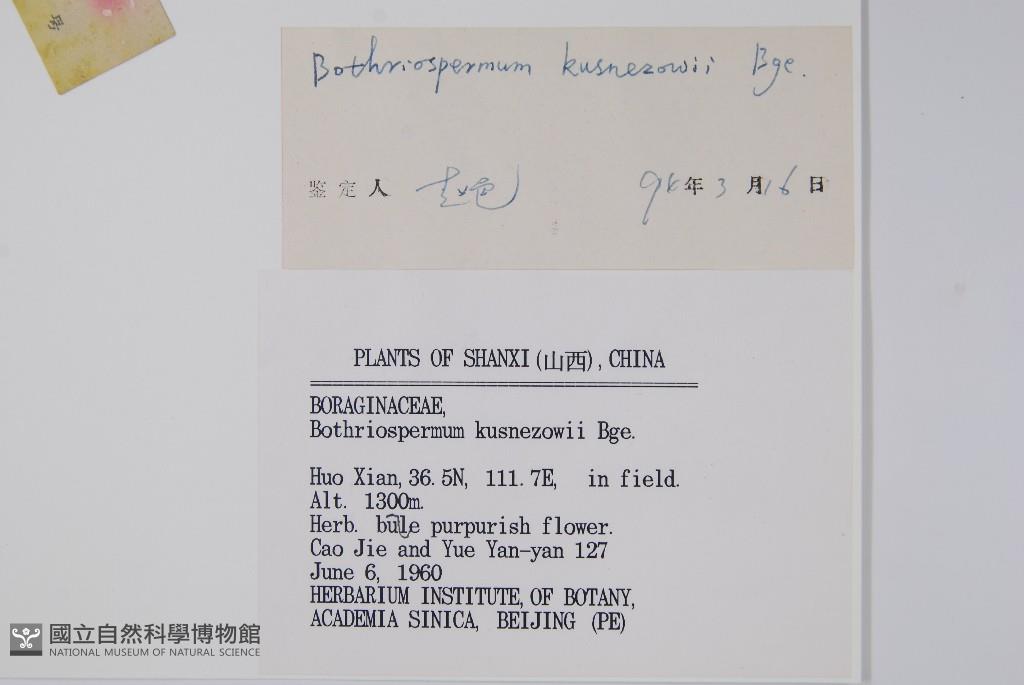 Bothriospermum kusnezowii Bge.
鉴定人 94年3月16日
PLANTS OF SHANXI(山西), CHINA
BORAGINACEAE,
Bothriospermum kusnezowii Bge.
Huo Xian, 36.5N, 111.7E, in field.
Alt. 1300m.
Herb. bule purpurish flower.
Cao Jie and Yue Yan-yan 127
June 6, 1960
HERBARIUM INSTITUTE, OF BOTANY,
ACADEMIA SINICA, BEIJING (PE)
國立自然科學博物館
NATIONAL MUSEUM OF NATURAL SCIENCE